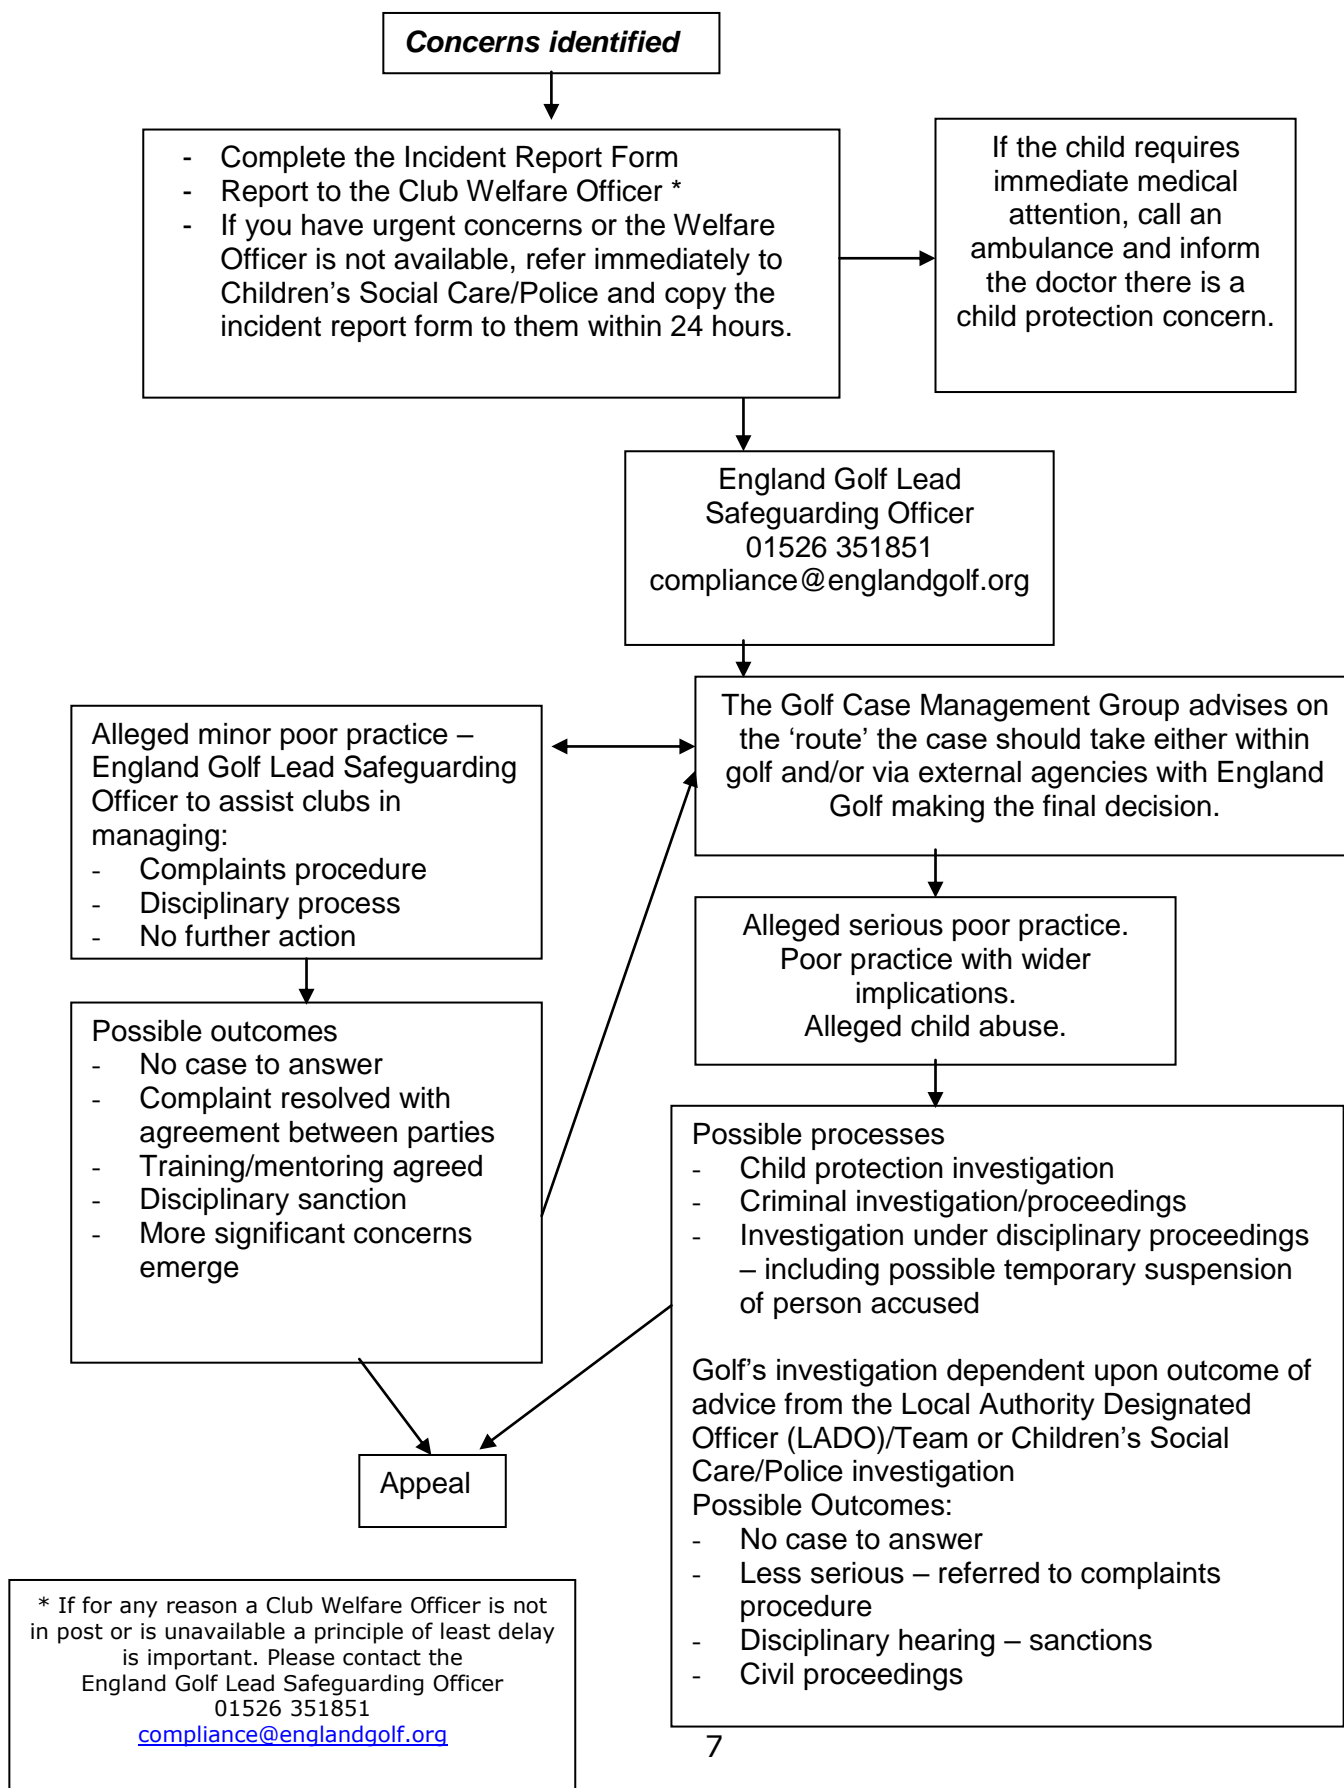 Concerns identified
- Complete the Incident Report Form
- Report to the Club Welfare Officer *
- If you have urgent concerns or the Welfare
Officer is not available, refer immediately to
Children’s Social Care/Police and copy the
incident report form to them within 24 hours.
If the child requires
immediate medical
attention, call an
ambulance and inform
the doctor there is a
child protection concern.
England Golf Lead
Safeguarding Officer
01526 351851
compliance@englandgolf.org
The Golf Case Management Group advises on
the ‘route’ the case should take either within
golf and/or via external agencies with England
Golf making the final decision.
Alleged minor poor practice –
England Golf Lead Safeguarding
Officer to assist clubs in
managing:
- Complaints procedure
- Disciplinary process
- No further action
Alleged serious poor practice.
Poor practice with wider
implications.
Alleged child abuse.
Possible outcomes
- No case to answer
- Complaint resolved with
agreement between parties
- Training/mentoring agreed
- Disciplinary sanction
- More significant concerns
emerge
Possible processes
- Child protection investigation
- Criminal investigation/proceedings
- Investigation under disciplinary proceedings
– including possible temporary suspension
of person accused
Golf’s investigation dependent upon outcome of
advice from the Local Authority Designated
Officer (LADO)/Team or Children’s Social
Care/Police investigation
Possible Outcomes:
- No case to answer
- Less serious – referred to complaints
procedure
- Disciplinary hearing – sanctions
- Civil proceedings
Appeal
* If for any reason a Club Welfare Officer is not
in post or is unavailable a principle of least delay
is important. Please contact the
England Golf Lead Safeguarding Officer
01526 351851
compliance@englandgolf.org
7